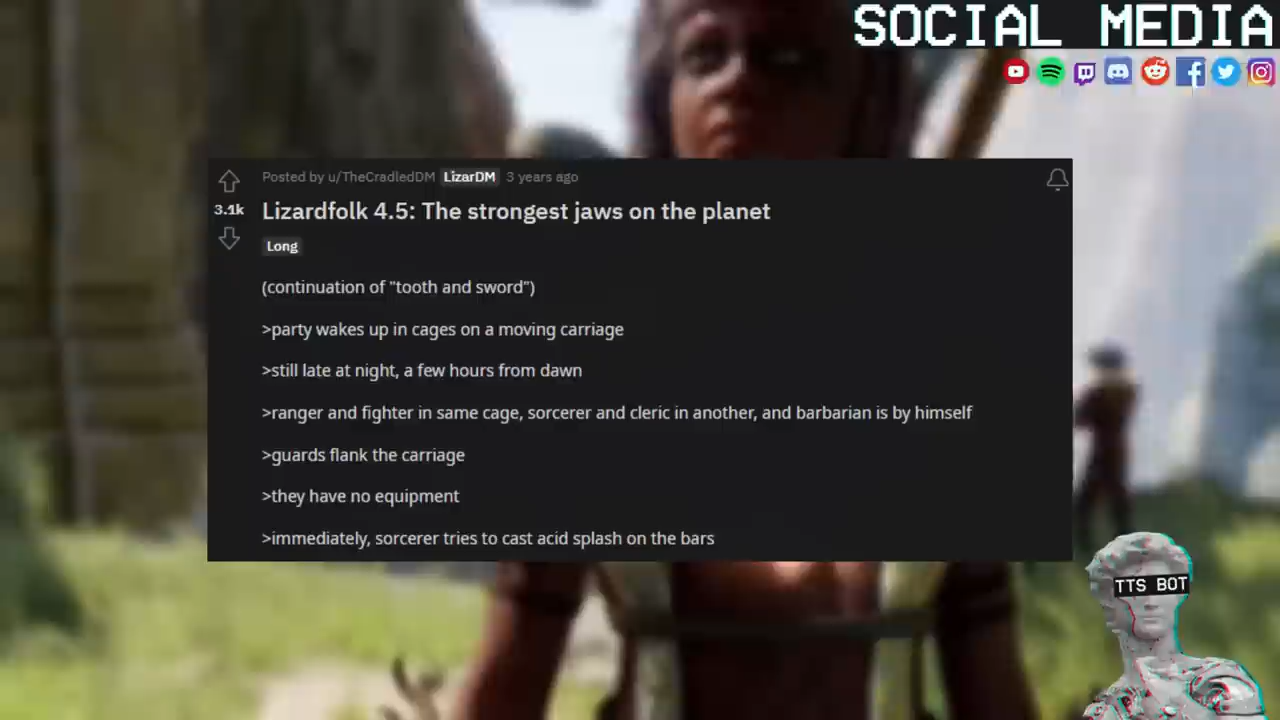 SOCIAL MEDIA
Posted by u/TheCradledDM LizarDM 3 years ago
3.1k
Lizardfolk 4.5: The strongest jaws on the planet
Long
(continuation of "tooth and sword")
>party wakes up in cages on a moving carriage
>still late at night, a few hours from dawn
>ranger and fighter in same cage, sorcerer and cleric in another, and barbarian is by himself
>guards flank the carriage
>they have no equipment
>immediately, sorcerer tries to cast acid splash on the bars
TTS BOT